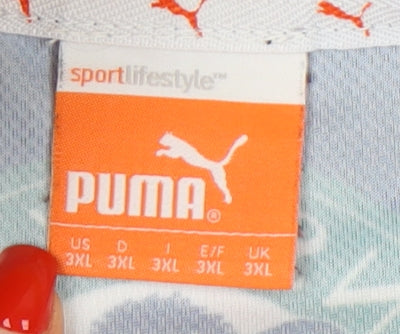 sportlifestyle™
PUMA®
US D I E/F UK
3XL 3XL 3XL 3XL 3XL